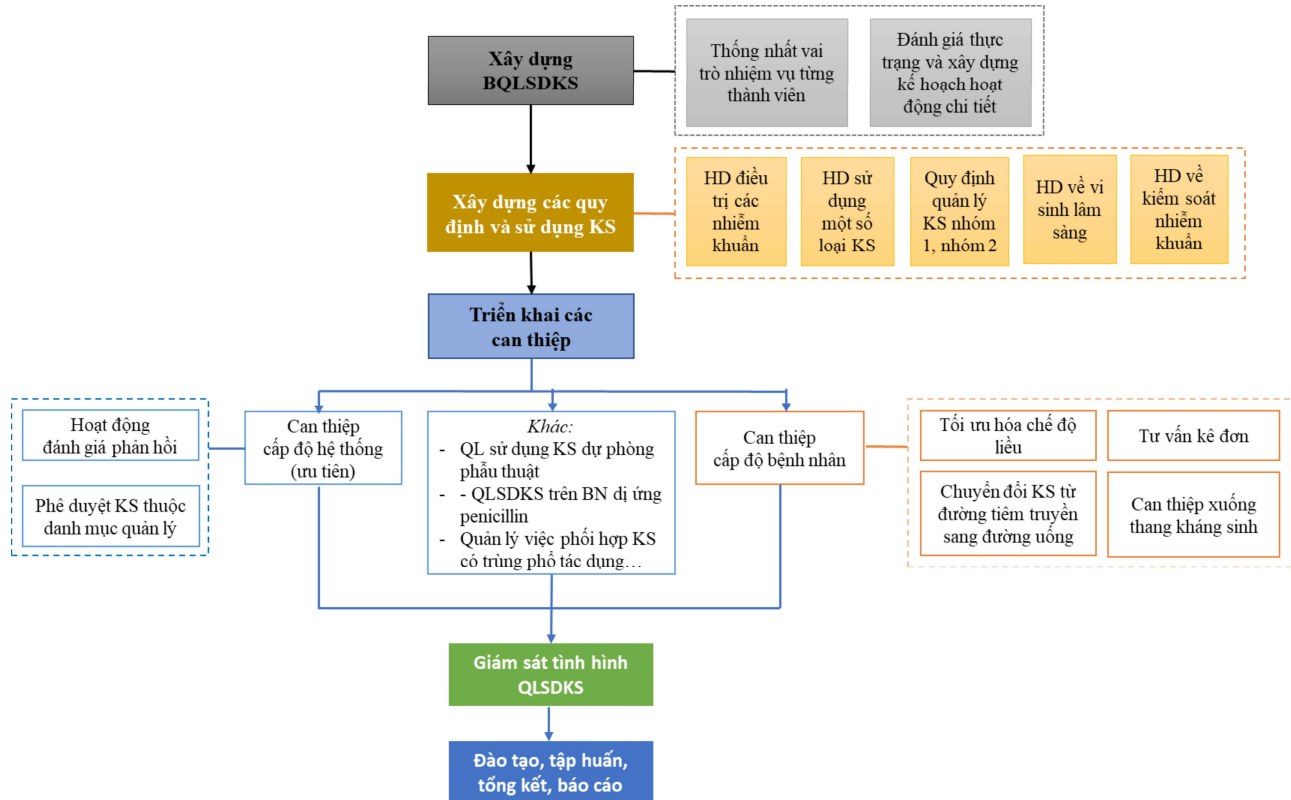 Xây dựng
BQLSDKS
Thống nhất vai
trò nhiệm vụ từng
thành viên
Đánh giá thực
trạng và xây dựng
kế hoạch hoạt
động chi tiết
Xây dựng các quy
định và sử dụng KS
HD điều
trị các
nhiễm
khuẩn
HD sử
dụng
một số
loại KS
Quy định
quản lý
KS nhóm
1, nhóm 2
HD về vi
sinh lâm
sàng
HD về
kiểm soát
nhiễm
khuẩn
Triển khai các
can thiệp
Hoạt động
đánh giá phản hồi
Phê duyệt KS thuộc
danh mục quản lý
Can thiệp
cấp độ hệ thống
(ưu tiên)
Khác:
- QL sử dụng KS dự phòng
phẫu thuật
- - QLSDKS trên BN dị ứng
penicillin
- Quản lý việc phối hợp KS
có trùng phổ tác dụng…
Can thiệp
cấp độ bệnh nhân
Tối ưu hóa chế độ
liều
Tư vấn kê đơn
Chuyển đổi KS từ
đường tiêm truyền
sang đường uống
Can thiệp xuống
thang kháng sinh
Giám sát tình hình
QLSDKS
Đào tạo, tập huấn,
tổng kết, báo cáo